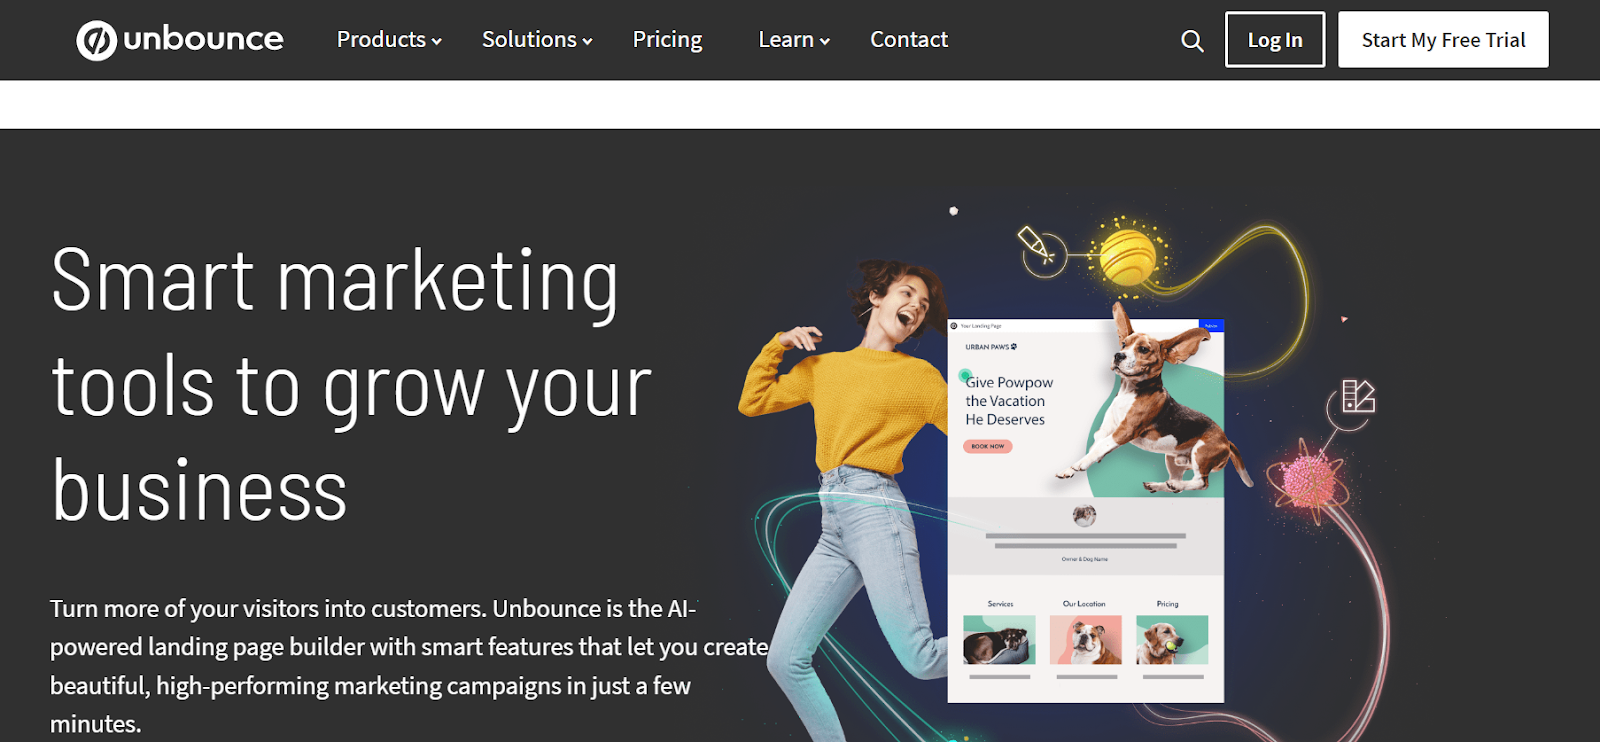 unbounce
Products
Solutions
Pricing
Learn
Contact
Log In
Start My Free Trial
Smart marketing
tools to grow your
business
Turn more of your visitors into customers. Unbounce is the AI-
powered landing page builder with smart features that let you create
beautiful, high-performing marketing campaigns in just a few
minutes.
Your Landing Page
Publish
URBAN PAWS
Give Powpow
the Vacation
He Deserves
BOOK NOW
Owner & Dog Name
Services
Our Location
Pricing